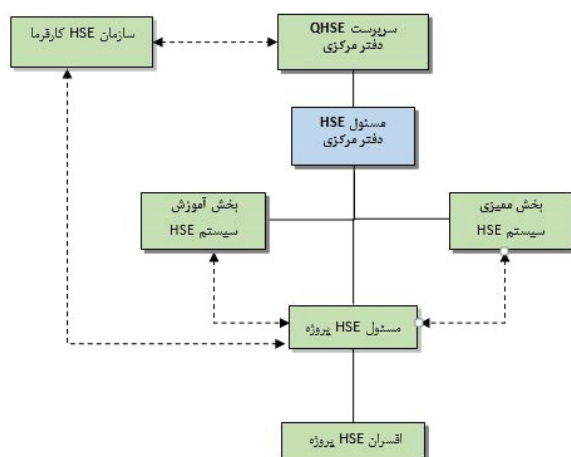 سازمان HSE کارفرما
سرپرست QHSE
دفتر مرکزی
مسئول HSE
دفتر مرکزی
بخش ممیزی
سیستم HSE
بخش آموزش
سیستم HSE
مسئول HSE پروژه
افسران HSE پروژه